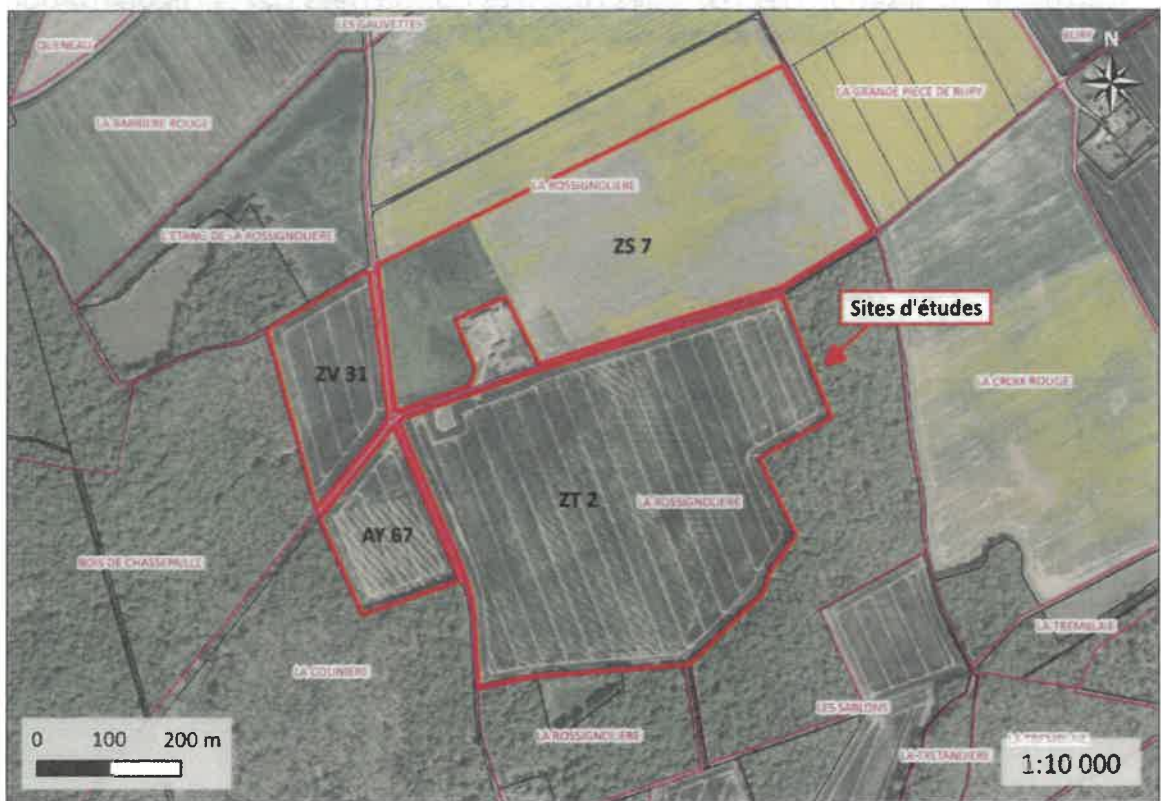 LES GAUVETTES
BURY
N
LA GRANDE PIECE DE BURY
LA BARRIERE ROUGE
LA ROSSIGNOLIERE
L'ETANG DE LA ROSSIGNOLIERE
ZS 7
Sites d'études
ZV 31
LA CROIX ROUGE
ZT 2
LA ROSSIGNOLIERE
AY 67
BOIS DE CHASSEPAILLE
LA TREMBLAIE
LA COLINIERE
LES SABLONS
LA ROSSIGNOLIERE
0 100 200 m
1:10 000